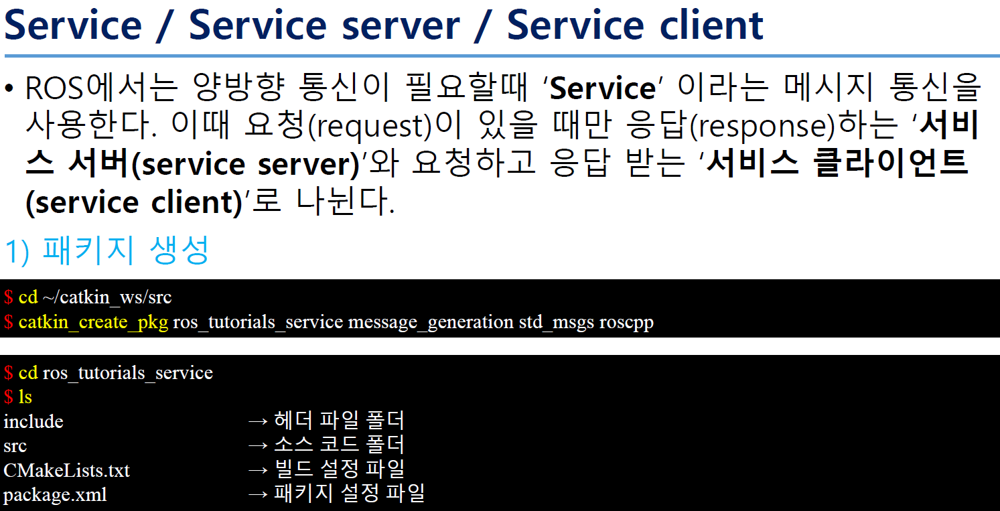 Service / Service server / Service client
• ROS에서는 양방향 통신이 필요할때 ‘Service’ 이라는 메시지 통신을
사용한다. 이때 요청(request)이 있을 때만 응답(response)하는 ‘서비
스 서버(service server)’와 요청하고 응답 받는 ‘서비스 클라이언트
(service client)’로 나뉜다.
1) 패키지 생성
$ cd ~/catkin_ws/src
$ catkin_create_pkg ros_tutorials_service message_generation std_msgs roscpp
$ cd ros_tutorials_service
$ ls
include → 헤더 파일 폴더
src → 소스 코드 폴더
CMakeLists.txt → 빌드 설정 파일
package.xml → 패키지 설정 파일